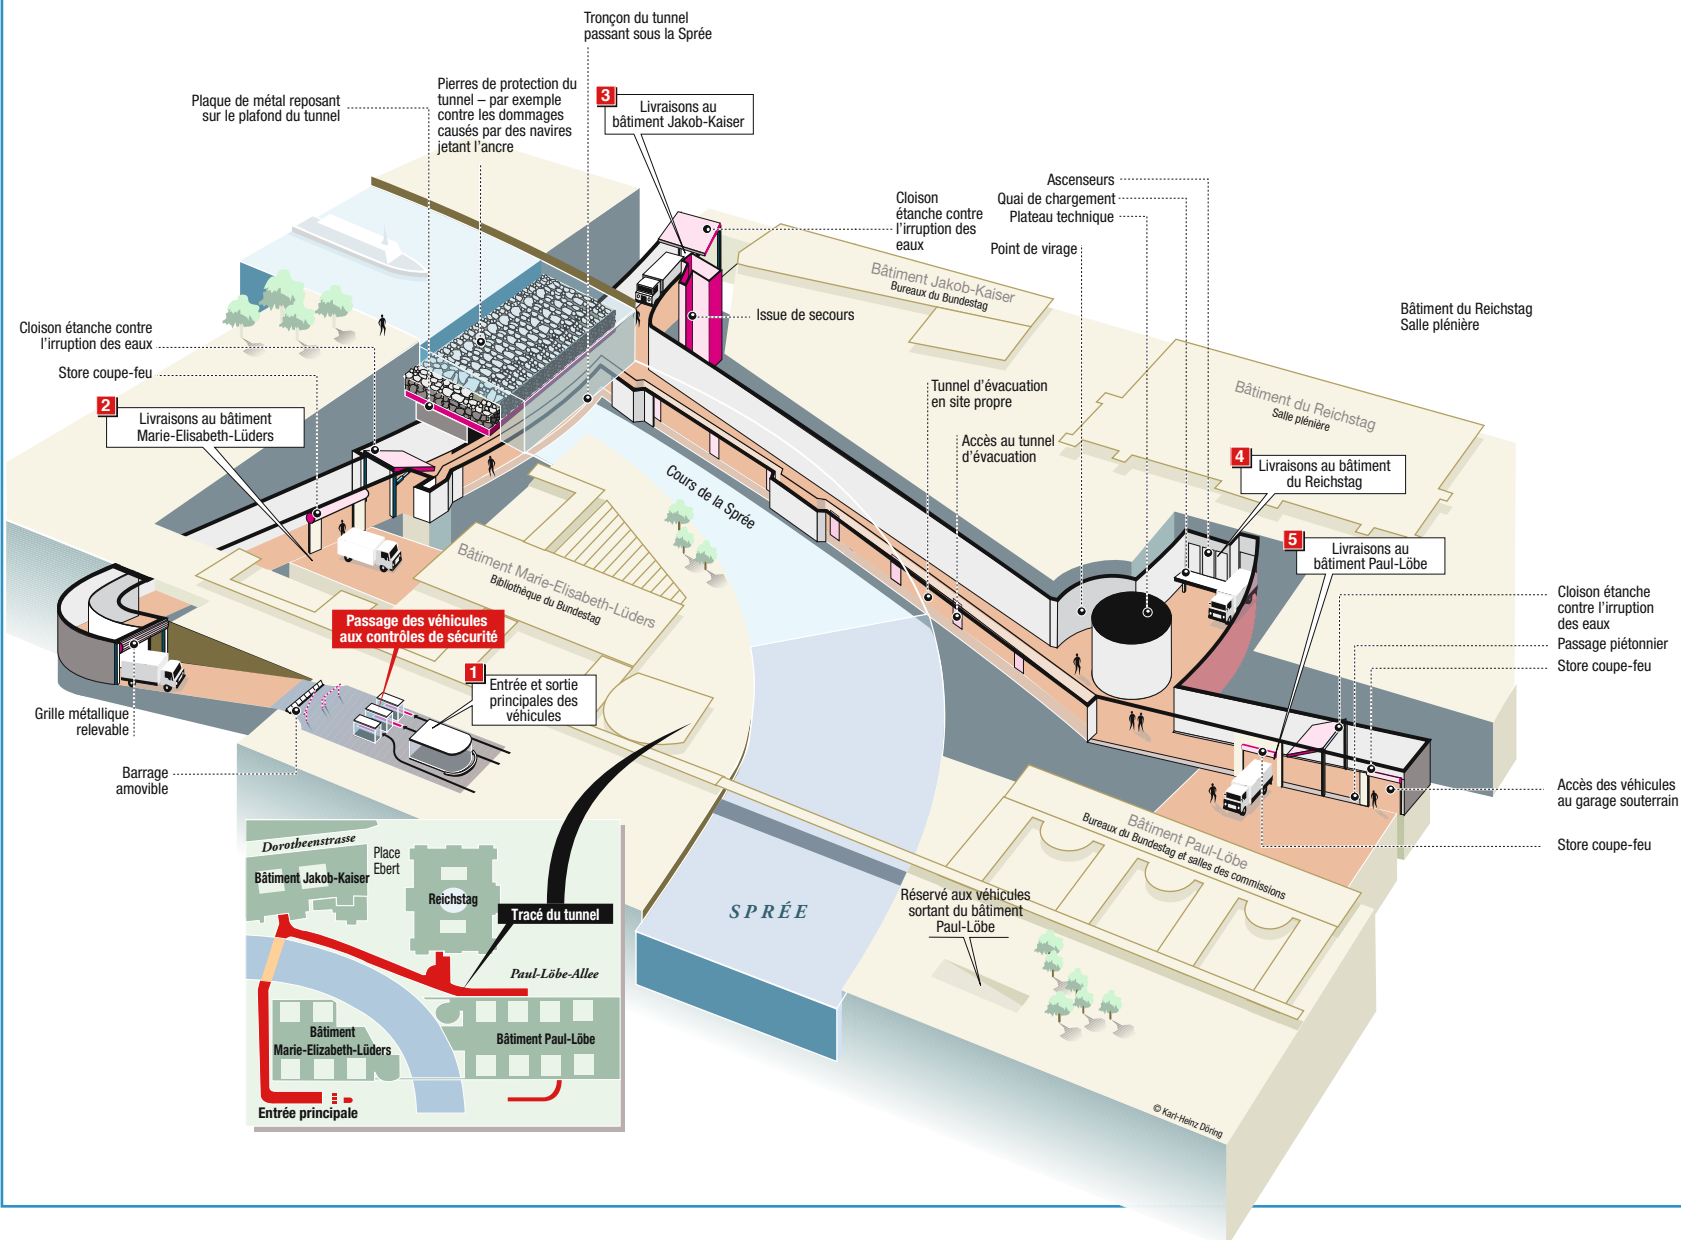 Tronçon du tunnel
passant sous la Sprée
Plaque de métal reposant
sur le plafond du tunnel
Pierres de protection du
tunnel – par exemple
contre les dommages
causés par des navires
jetant l'ancre
3
Livraisons au
bâtiment Jakob-Kaiser
Cloison
étanche contre
l'irruption des
eaux
Ascenseurs
Quai de chargement
Plateau technique
Point de virage
Bâtiment Jakob-Kaiser
Bureaux du Bundestag
Bâtiment du Reichstag
Salle plénière
Issue de secours
Cloison étanche contre
l'irruption des eaux
Store coupe-feu
2
Livraisons au bâtiment
Marie-Elisabeth-Lüders
Tunnel d'évacuation
en site propre
Accès au tunnel
d'évacuation
Bâtiment du Reichstag
Salle plénière
4
Livraisons au bâtiment
du Reichstag
Cours de la Sprée
5
Livraisons au
bâtiment Paul-Löbe
Bâtiment Marie-Elisabeth-Lüders
Bibliothèque du Bundestag
Cloison étanche
contre l'irruption
des eaux
Passage piétonnier
Store coupe-feu
Passage des véhicules
aux contrôles de sécurité
1
Entrée et sortie
principales des
véhicules
Grille métallique
relevable
Barrage
amovible
Accès des véhicules
au garage souterrain
Store coupe-feu
Bâtiment Paul-Löbe
Bureaux du Bundestag et salles des commissions
Réservé aux véhicules
sortant du bâtiment
Paul-Löbe
SPRÉE
Dorotheenstrasse
Place
Ebert
Bâtiment Jakob-Kaiser
Reichstag
Tracé du tunnel
Paul-Löbe-Allee
Bâtiment
Marie-Elizabeth-Lüders
Bâtiment Paul-Löbe
Entrée principale
© Karl-Heinz Döring